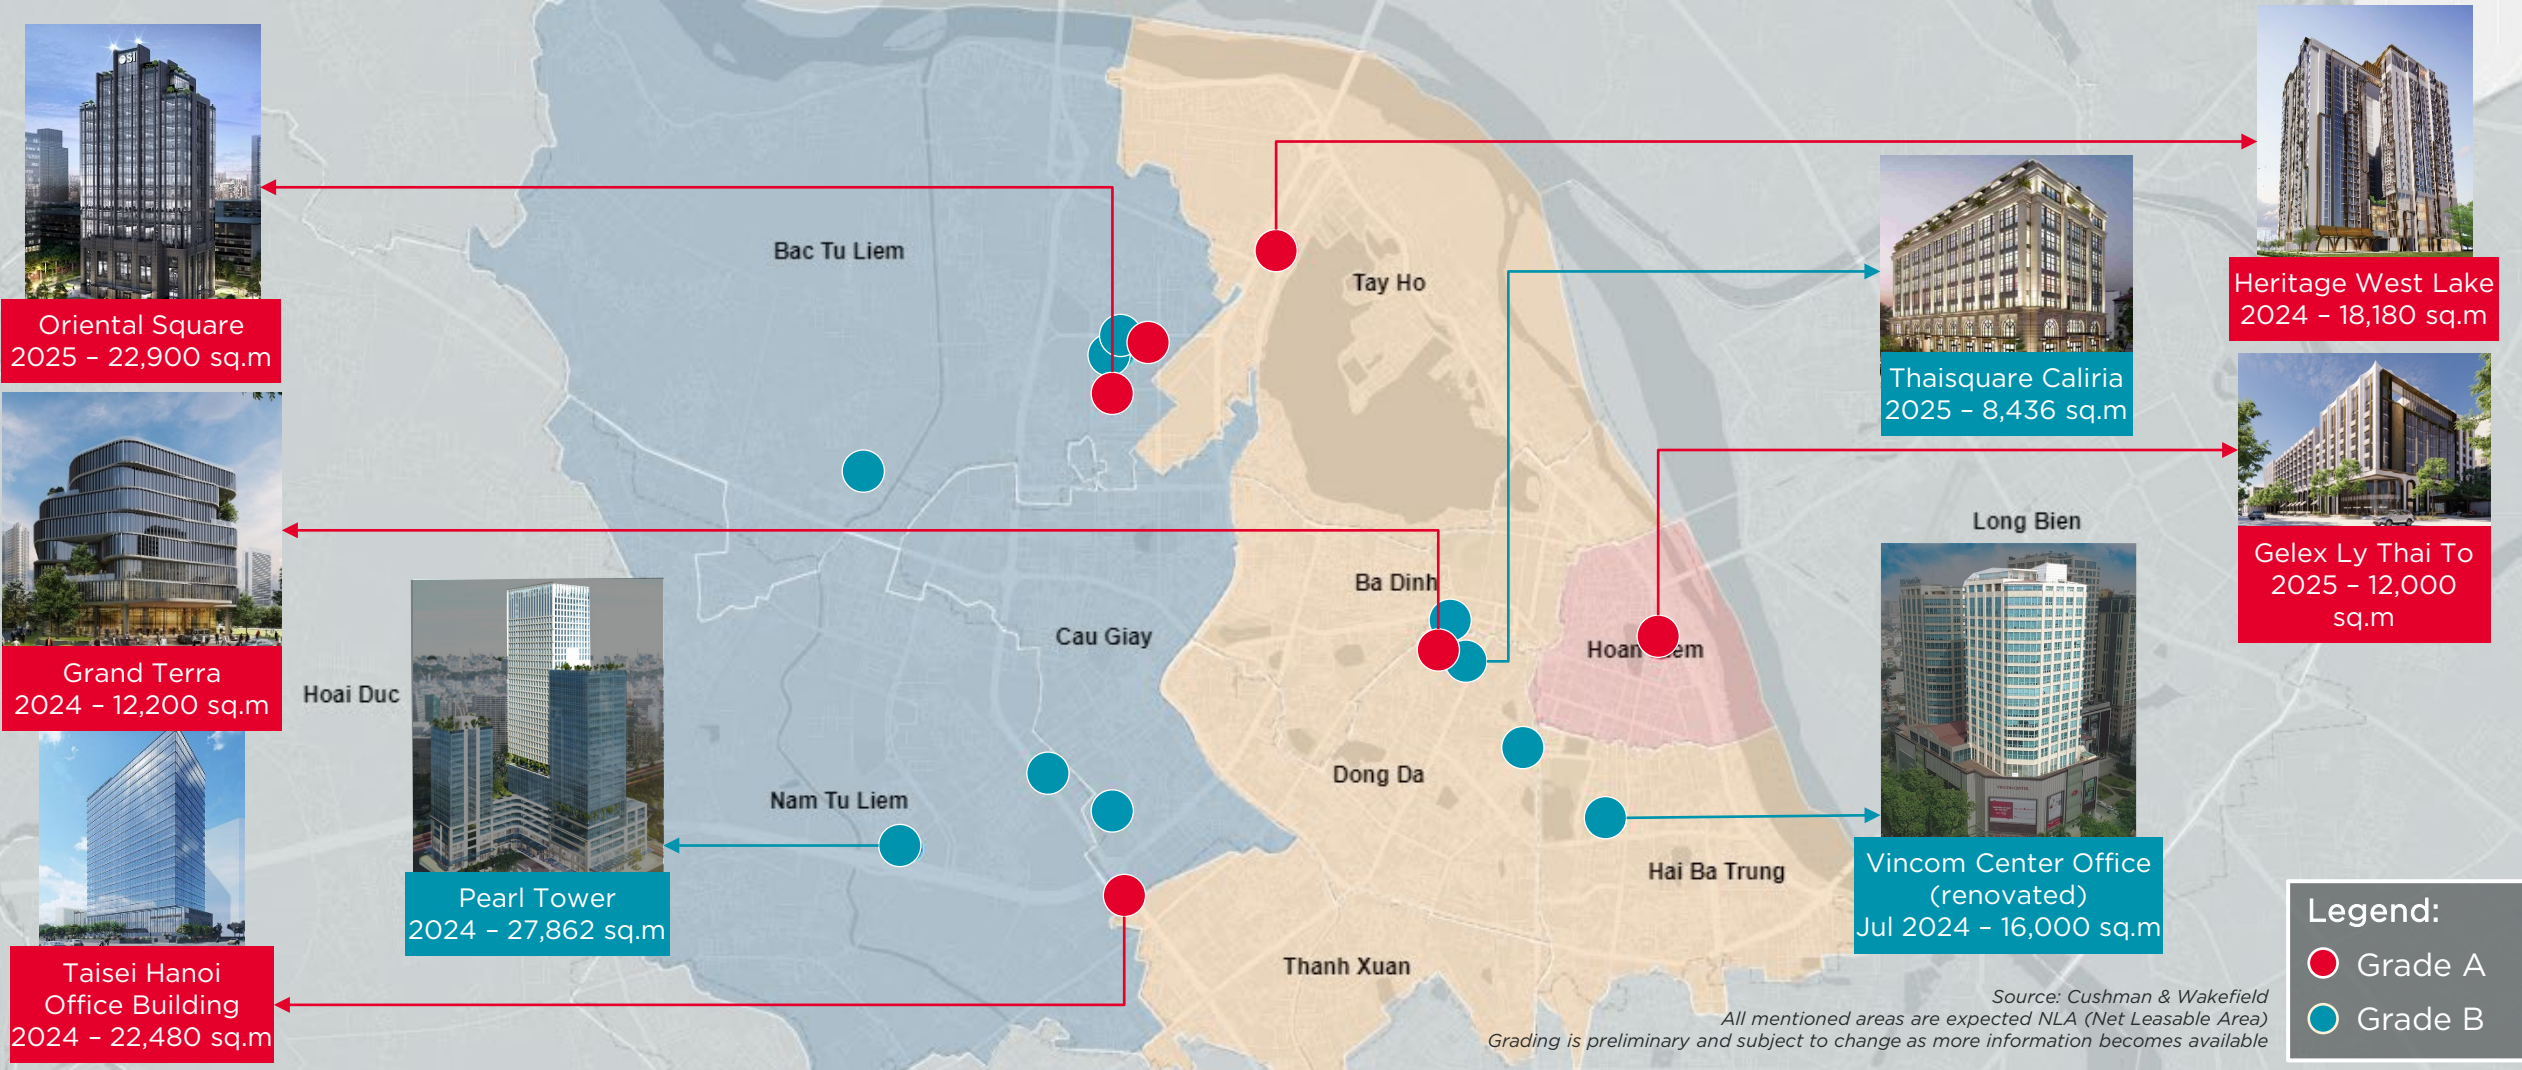 OSI
Oriental Square
2025 – 22,900 sq.m
Grand Terra
2024 – 12,200 sq.m
Taisei Hanoi
Office Building
2024 – 22,480 sq.m
Pearl Tower
2024 – 27,862 sq.m
Hoai Duc
Bac Tu Liem
Cau Giay
Nam Tu Liem
Tay Ho
Ba Dinh
Dong Da
Thanh Xuan
Hai Ba Trung
Long Bien
Thaisquare Caliria
2025 – 8,436 sq.m
Vincom Center Office
(renovated)
Jul 2024 – 16,000 sq.m
Heritage West Lake
2024 – 18,180 sq.m
Gelex Ly Thai To
2025 – 12,000
sq.m
Legend:
Grade A
Grade B
Source: Cushman & Wakefield
All mentioned areas are expected NLA (Net Leasable Area)
Grading is preliminary and subject to change as more information becomes available